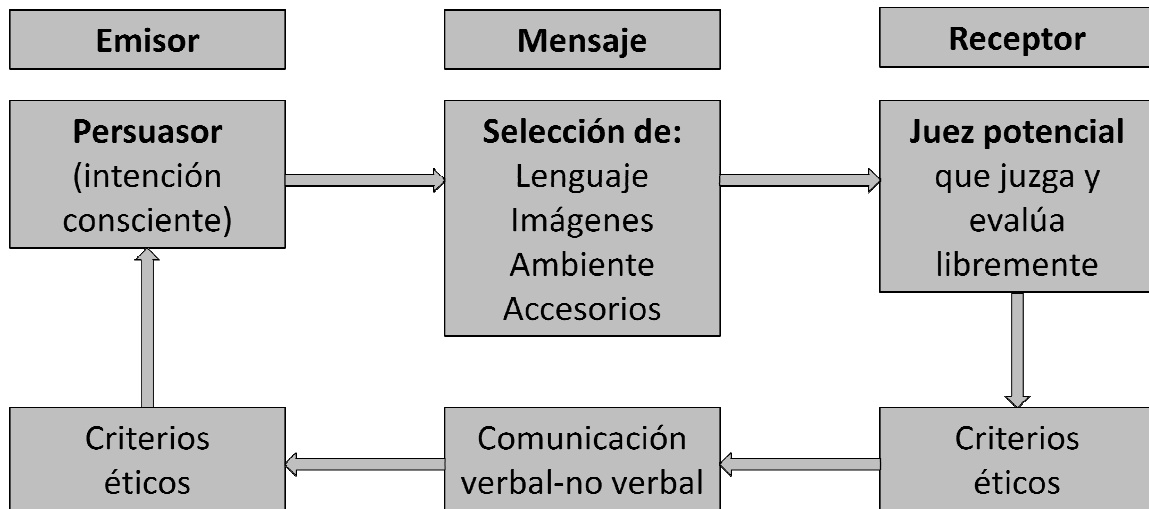 Emisor
Mensaje
Receptor
Persuasor
(intención
consciente)
Selección de:
Lenguaje
Imágenes
Ambiente
Accesorios
Juez potencial
que juzga y
evalúa
libremente
Criterios
éticos
Comunicación
verbal-no verbal
Criterios
éticos